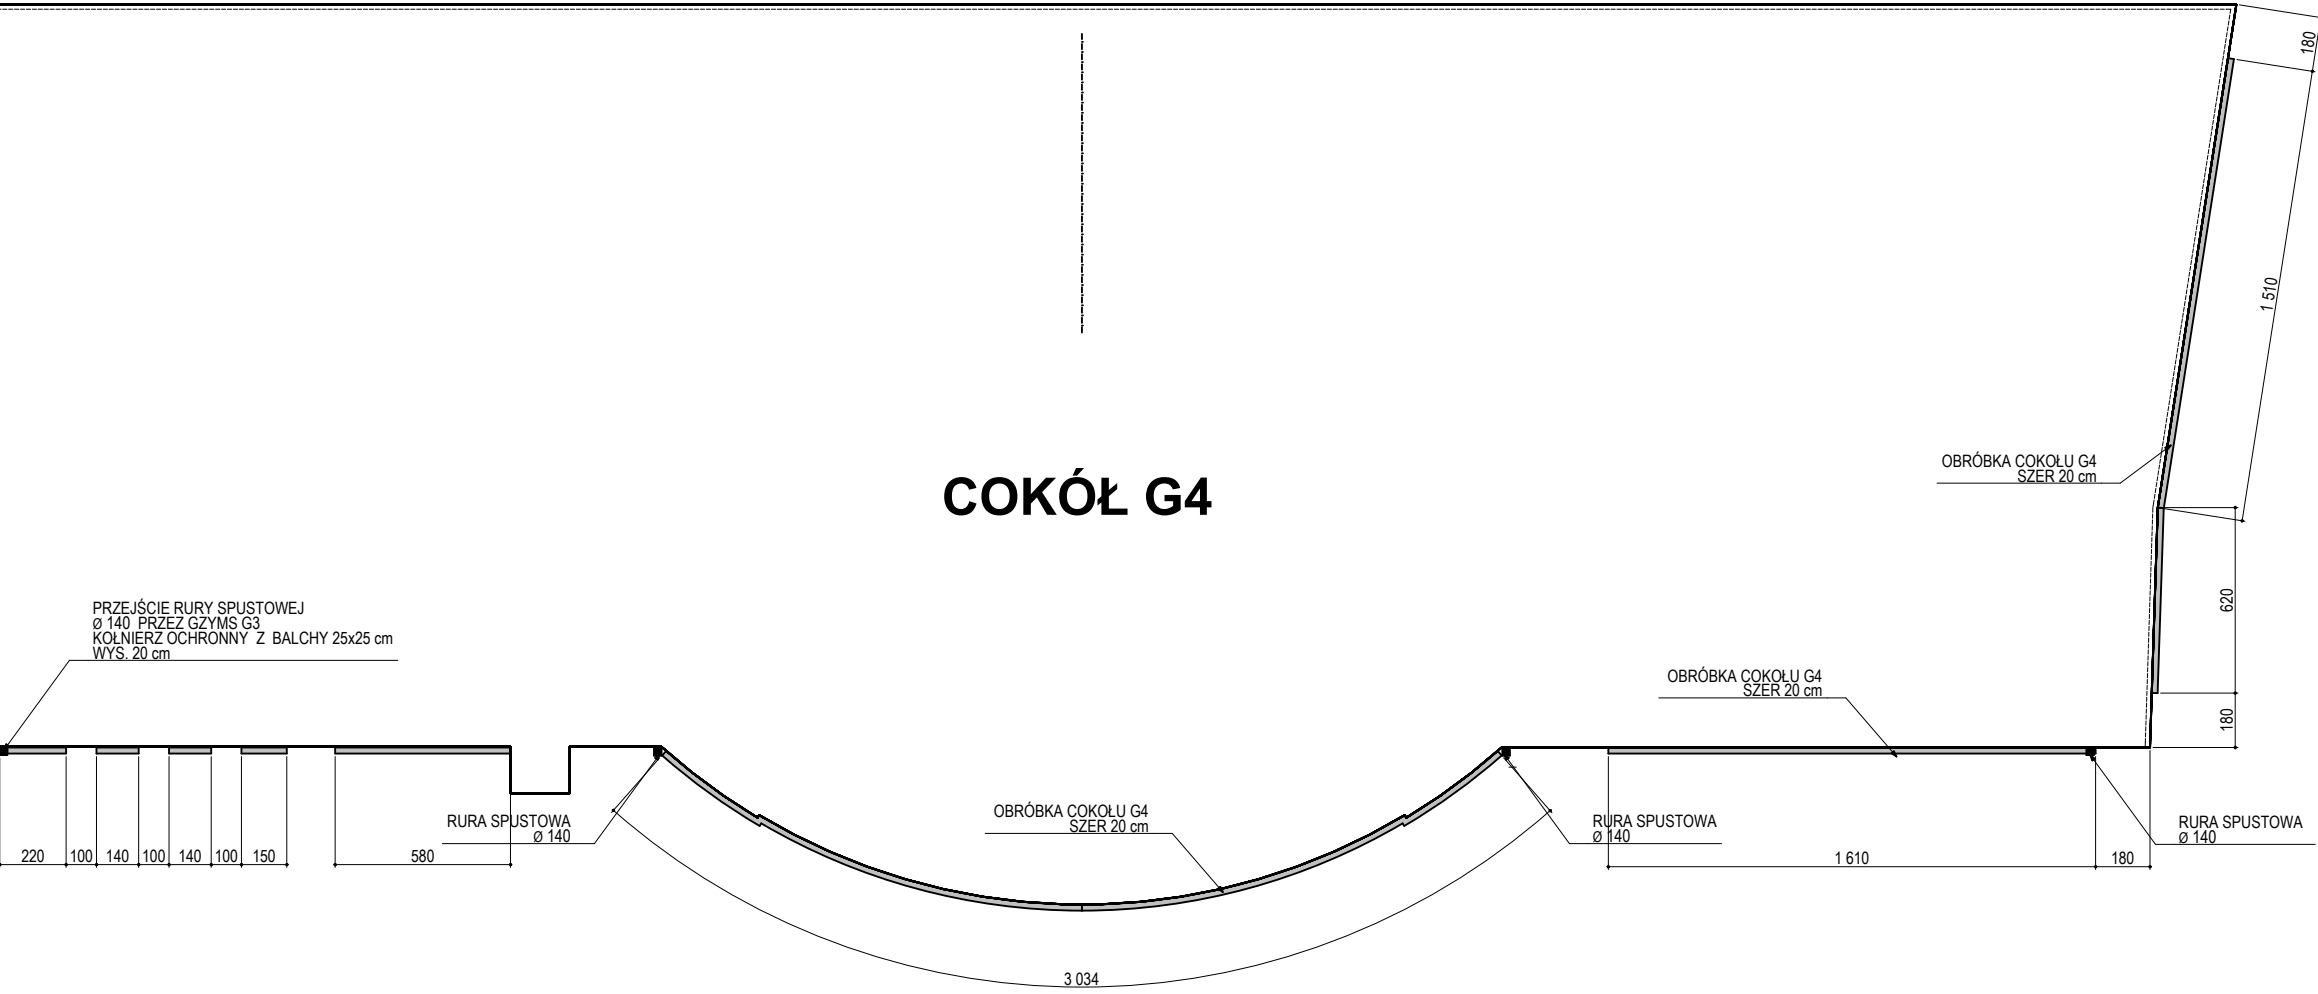 180
1 510
OBRÓBKA COKOŁU G4
SZER 20 cm
COKÓŁ G4
620
PRZEJŚCIE RURY SPUSTOWEJ
Ø 140 PRZEZ GZYMS G3
KOŁNIERZ OCHRONNY Z BALCHY 25x25 cm
WYS. 20 cm
OBRÓBKA COKOŁU G4
SZER 20 cm
180
RURA SPUSTOWA
Ø 140
OBRÓBKA COKOŁU G4
SZER 20 cm
RURA SPUSTOWA
Ø 140
RURA SPUSTOWA
Ø 140
220 100 140 100 140 100 150 580 1 610 180
3 034